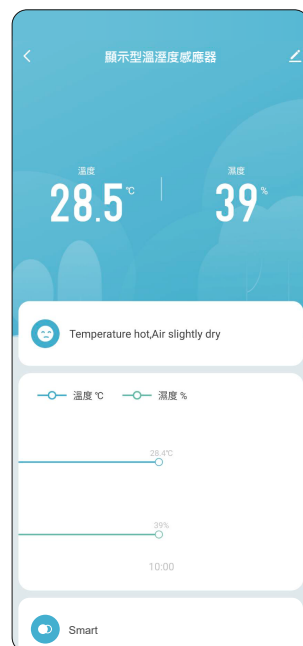 顯示型溫溼度感應器
溫度
28.5 ℃
濕度
39 %
Temperature hot,Air slightly dry
溫度 ℃ 濕度 %
28.4℃
39%
10:00
Smart